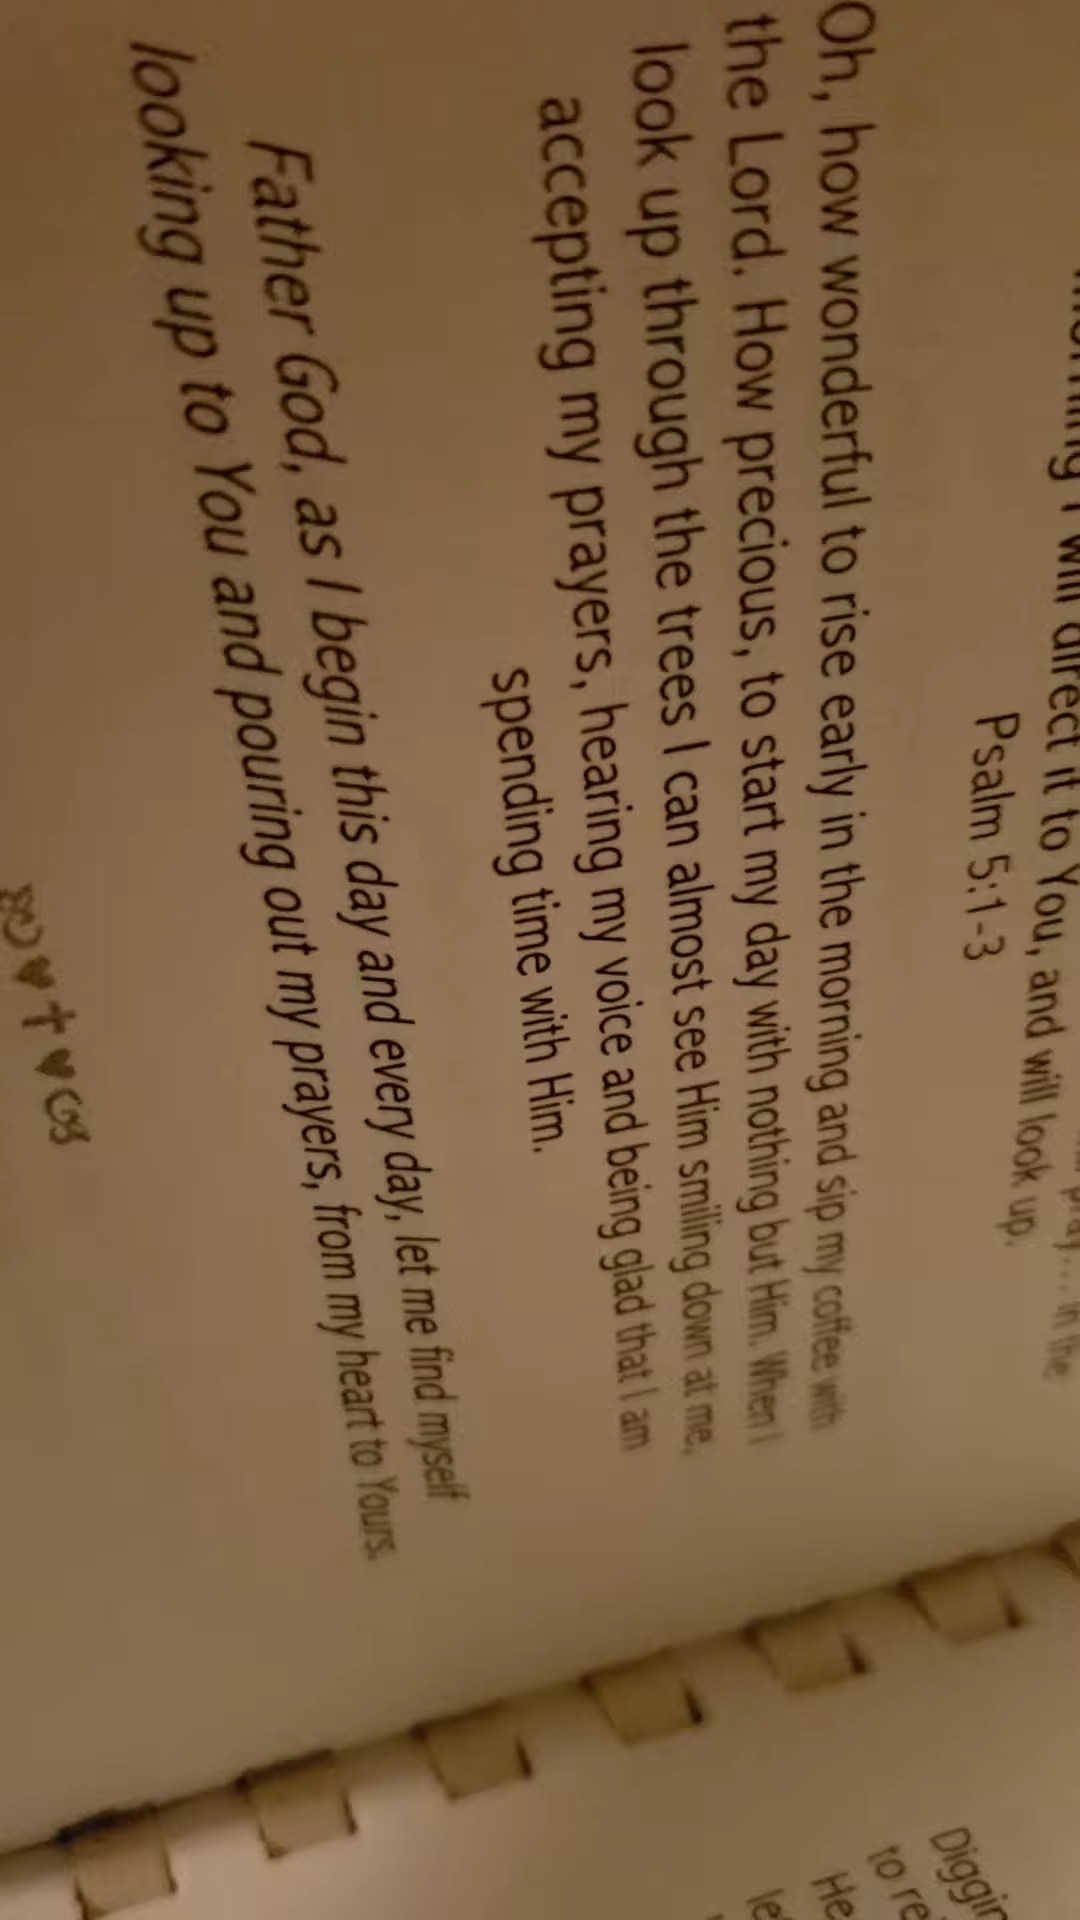 will direct it to You, and will look up.
Psalm 5:1-3
Oh, how wonderful to rise early in the morning and sip my coffee with
the Lord. How precious, to start my day with nothing but Him. When I
look up through the trees I can almost see Him smiling down at me,
accepting my prayers, hearing my voice and being glad that I am
spending time with Him.
Father God, as I begin this day and every day, let me find myself
looking up to You and pouring out my prayers, from my heart to Yours.
to